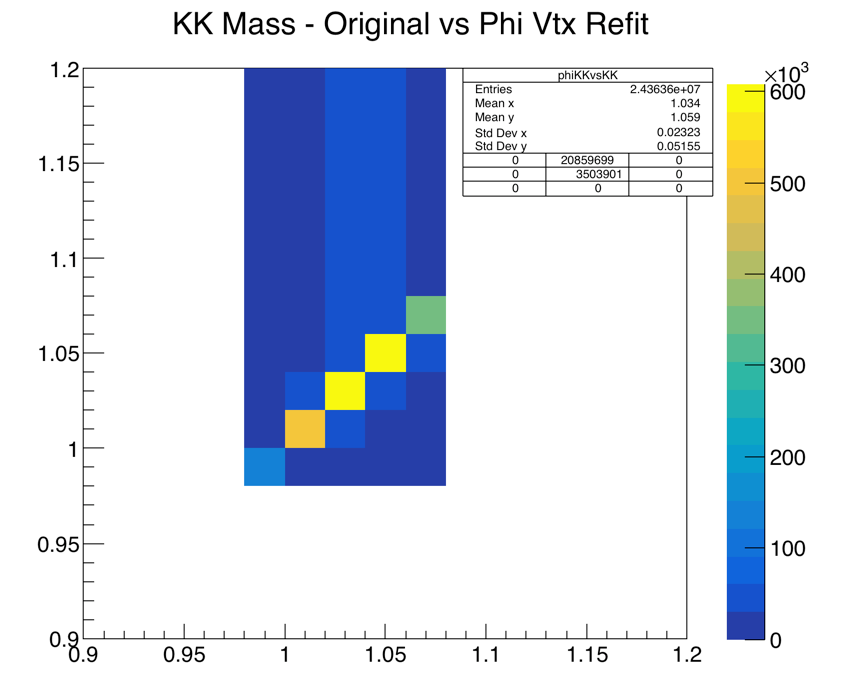 KK Mass - Original vs Phi Vtx Refit
phiKKvsKK
Entries 2.43636e+07
Mean x 1.034
Mean y 1.059
Std Dev x 0.02323
Std Dev y 0.05155
0 20859699 0
0 3503901 0
0 0 0
×10³
600
500
400
300
200
100
0
1.2
1.15
1.1
1.05
1
0.95
0.9
0.9 0.95 1 1.05 1.1 1.15 1.2